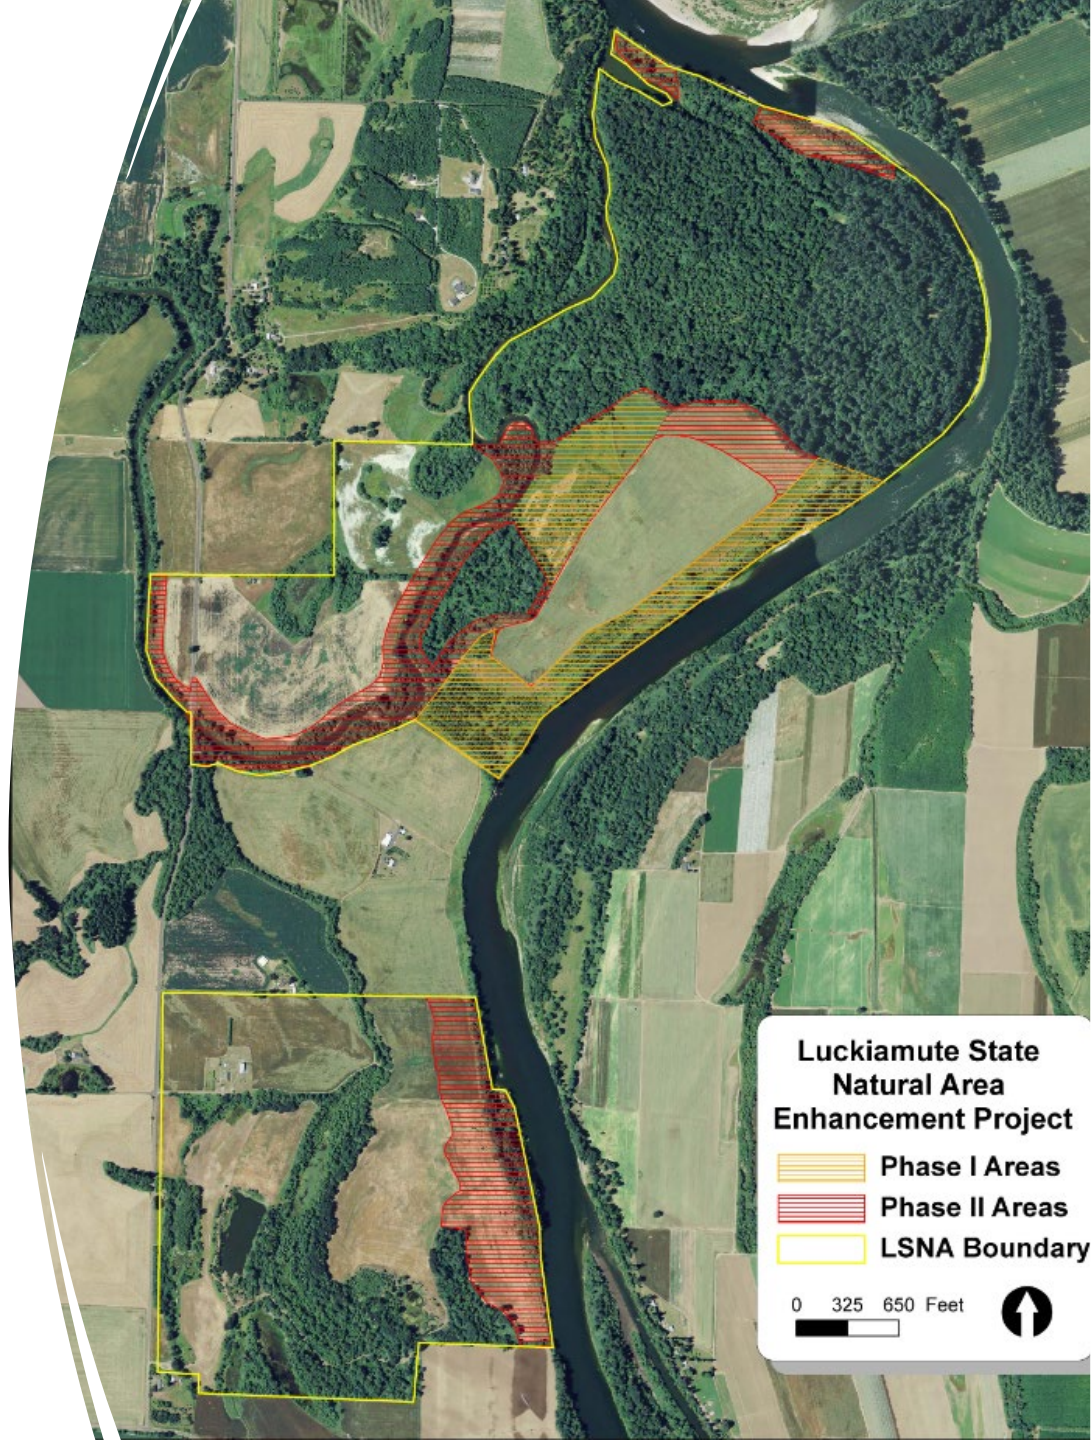 Luckiamute State
Natural Area
Enhancement Project
Phase I Areas
Phase II Areas
LSNA Boundary
0 325 650 Feet